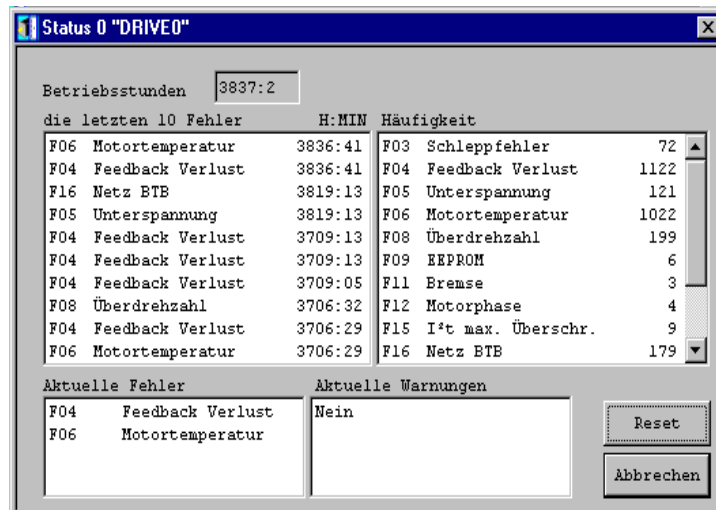 Status 0 "DRIVE0"
Betriebsstunden 3837:2
die letzten 10 Fehler H:MIN Häufigkeit
F06 Motortemperatur 3836:41 F03 Schleppfehler 72
F04 Feedback Verlust 3836:41 F04 Feedback Verlust 1122
F16 Netz BTB 3819:13 F05 Unterspannung 121
F05 Unterspannung 3819:13 F06 Motortemperatur 1022
F04 Feedback Verlust 3709:13 F08 Überdrehzahl 199
F04 Feedback Verlust 3709:13 F09 EEPROM 6
F04 Feedback Verlust 3709:05 F11 Bremse 3
F08 Überdrehzahl 3706:32 F12 Motorphase 4
F04 Feedback Verlust 3706:29 F15 I²t max. Überschr. 9
F06 Motortemperatur 3706:29 F16 Netz BTB 179
Aktuelle Fehler Aktuelle Warnungen
F04 Feedback Verlust Nein
F06 Motortemperatur
Reset
Abbrechen